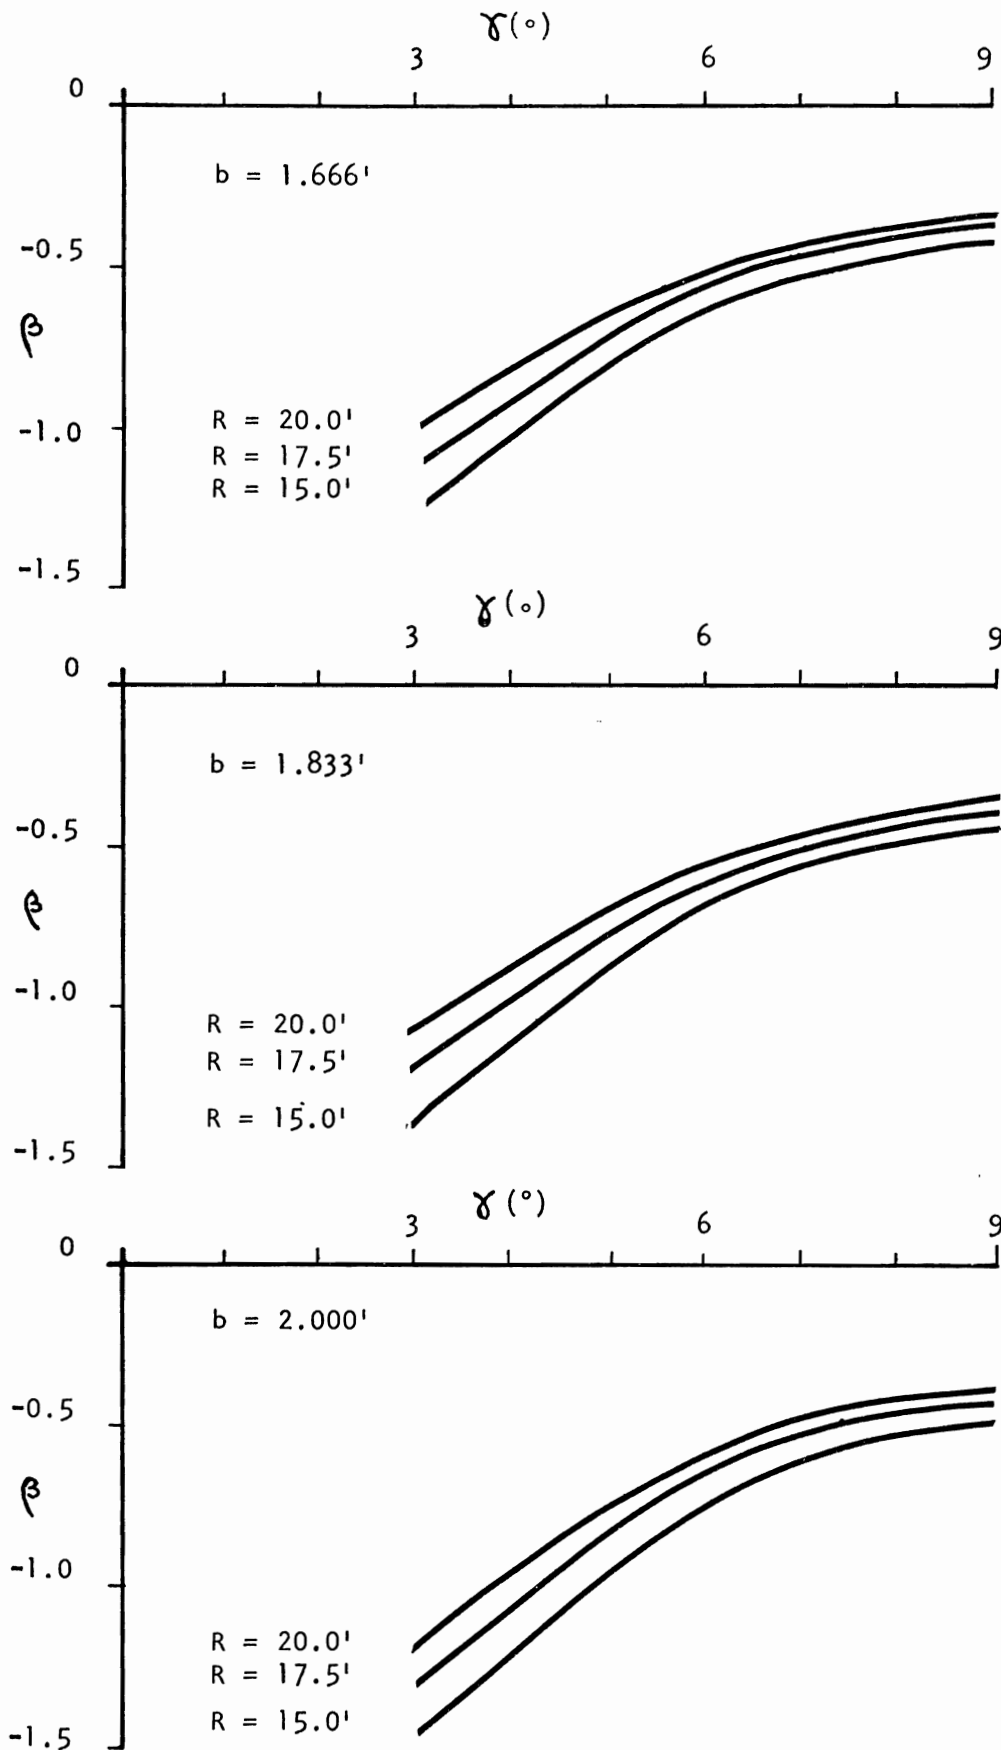 γ(°)
3 6 9
0
b = 1.666'
-0.5
β
R = 20.0'
-1.0
R = 17.5'
R = 15.0'
-1.5
γ(°)
3 6 9
0
b = 1.833'
-0.5
β
-1.0
R = 20.0'
R = 17.5'
R = 15.0'
-1.5
γ(°)
3 6 9
0
b = 2.000'
-0.5
β
-1.0
R = 20.0'
R = 17.5'
R = 15.0'
-1.5